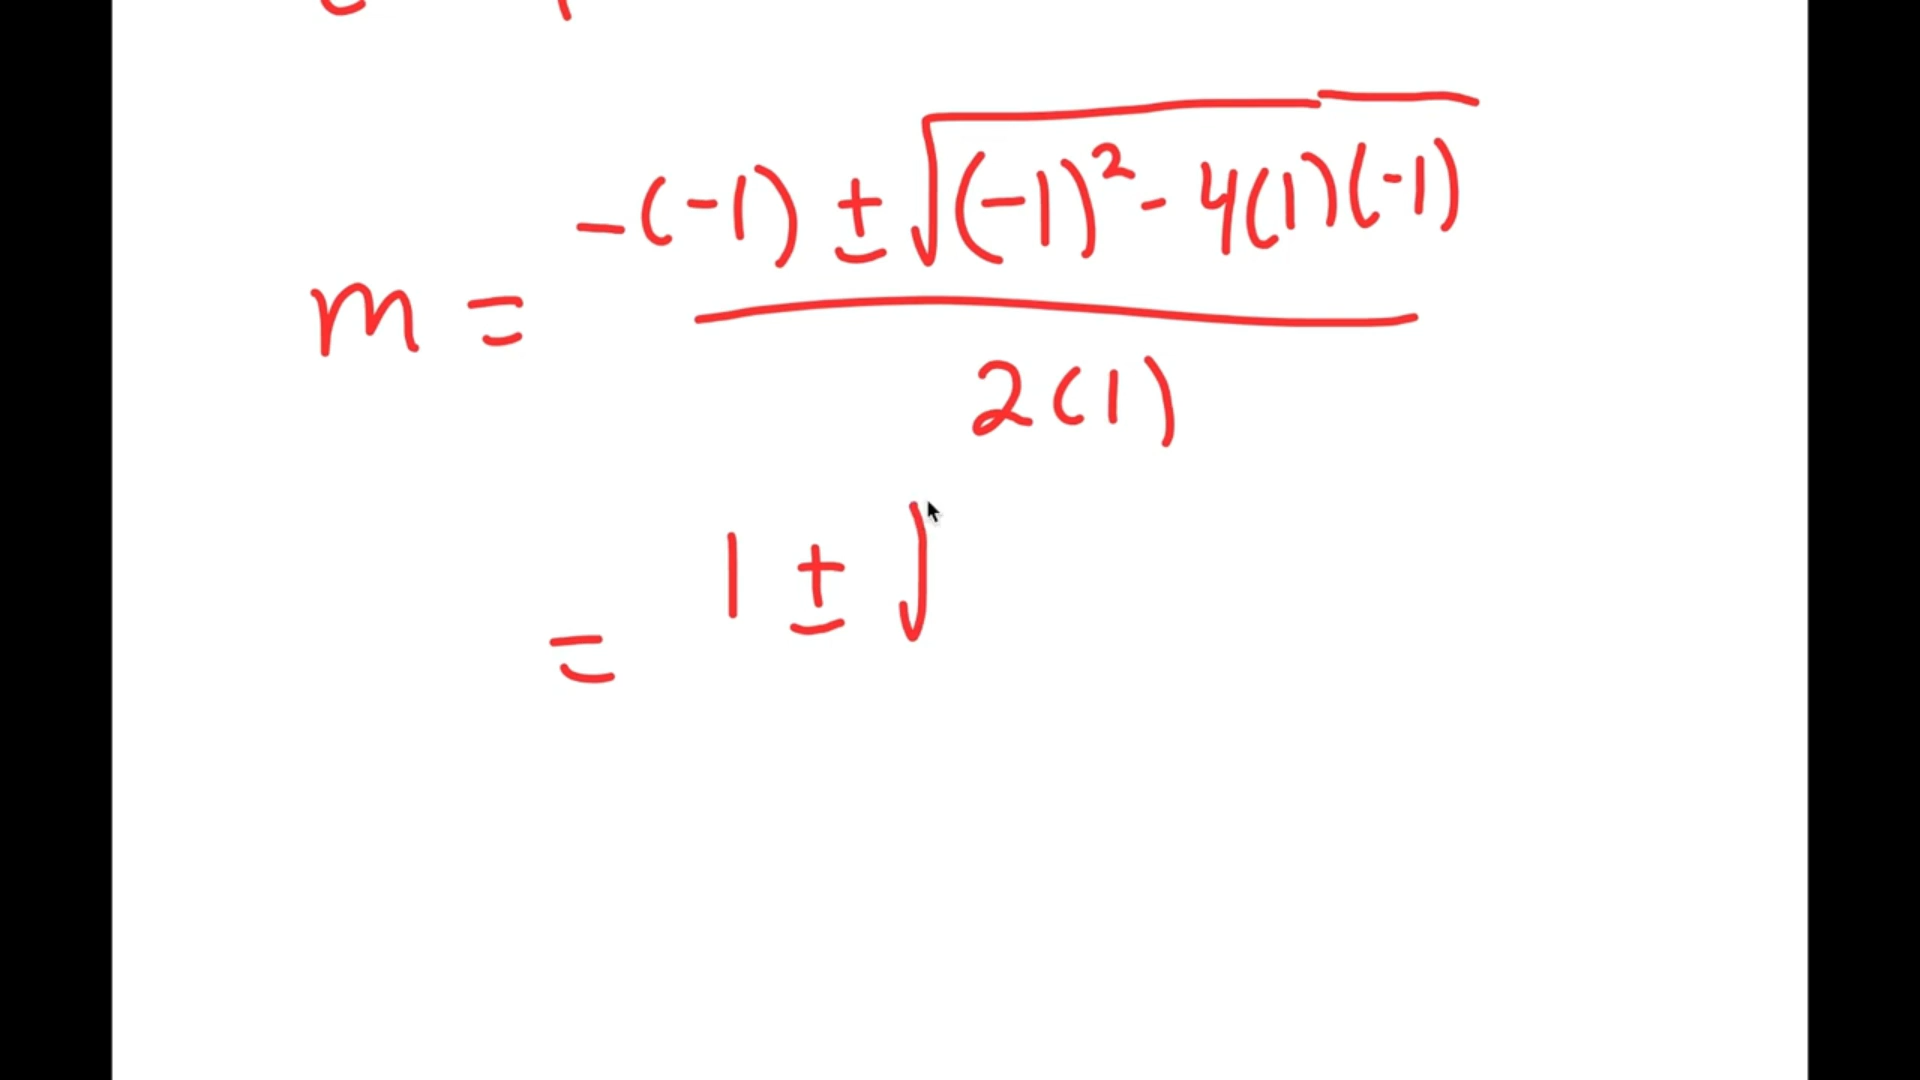 m = -(-1) ± √(-1)² - 4(1)(-1) / 2(1)
= 1 ± √